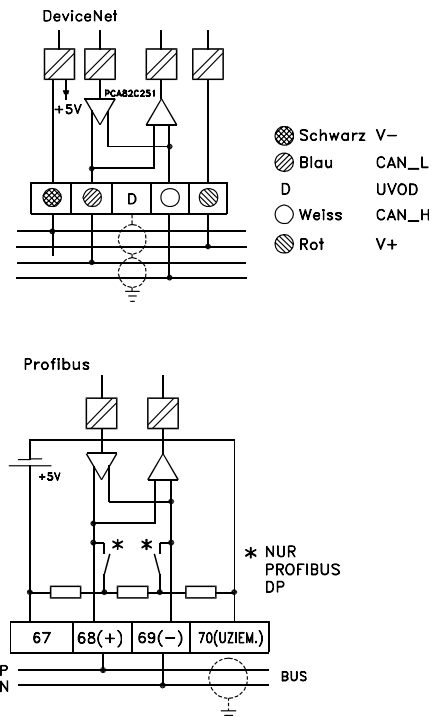 DeviceNet
PCA82C251
+5V
Schwarz V-
Blau CAN_L
D UVOD
Weiss CAN_H
Rot V+
D
Profibus
+5V
* *
* NUR
PROFIBUS
DP
67 68(+) 69(-) 70(UZIEM.)
P
N
BUS